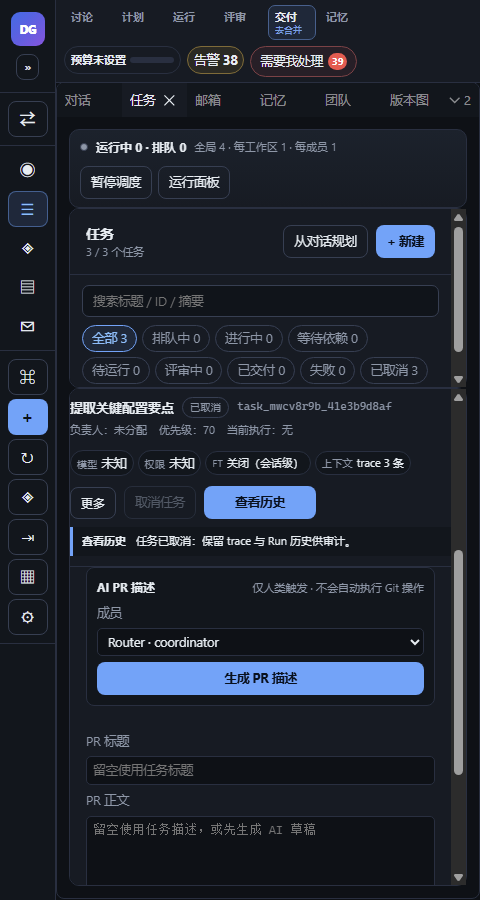 DG
»
讨论 计划 运行 评审 交付 记忆
去合并
预算未设置 告警 38 需要我处理 39
对话 任务 邮箱 记忆 团队 版本图 2
运行中 0 · 排队 0 全局 4 · 每工作区 1 · 每成员 1
暂停调度 运行面板
任务
3 / 3 个任务
从对话规划 + 新建
搜索标题 / ID / 摘要
全部 3 排队中 0 进行中 0 等待依赖 0
待运行 0 评审中 0 已交付 0 失败 0 已取消 3
提取关键配置要点 已取消 task_mwcv8r9b_41e3b9d8af
负责人：未分配 优先级：70 当前执行：无
模型 未知 权限 未知 FT 关闭（会话级） 上下文 trace 3 条
更多 取消任务 查看历史
查看历史 任务已取消：保留 trace 与 Run 历史供审计。
AI PR 描述 仅人类触发 · 不会自动执行 Git 操作
成员
Router · coordinator
生成 PR 描述
PR 标题
留空使用任务标题
PR 正文
留空使用任务描述，或先生成 AI 草稿